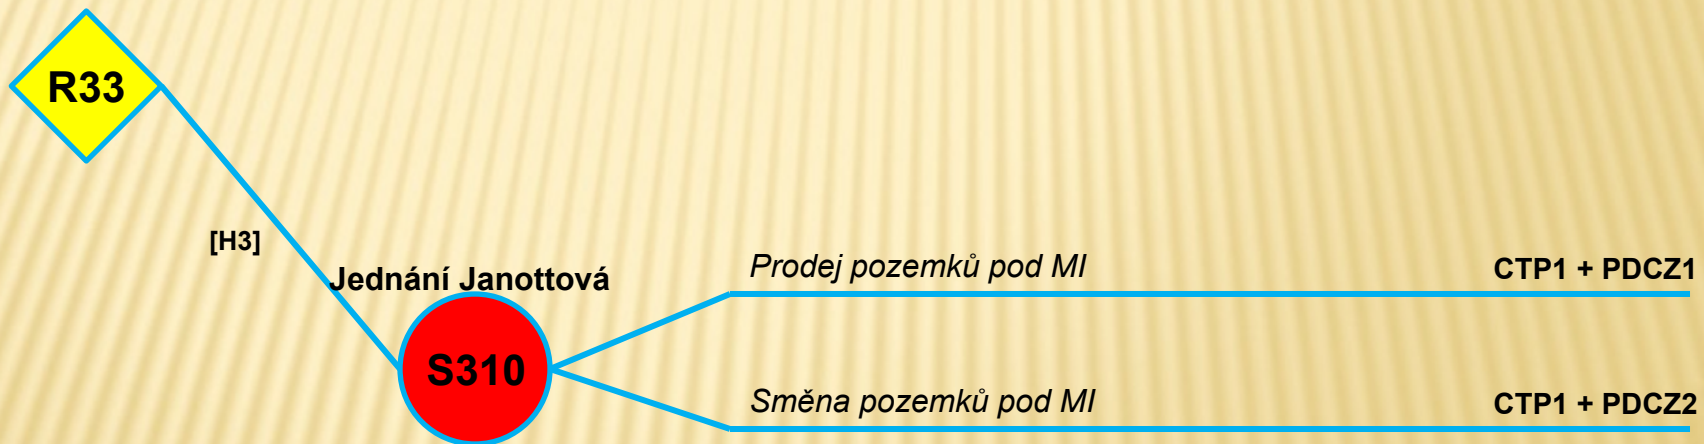 R33
[H3]
Jednání Janottová
S310
Prodej pozemků pod MI
CTP1 + PDCZ1
Směna pozemků pod MI
CTP1 + PDCZ2